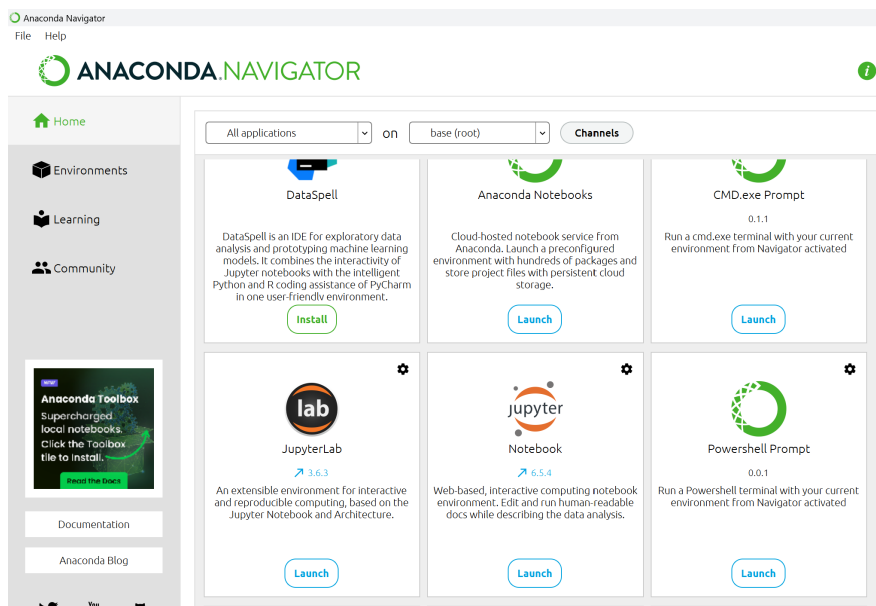 Anaconda Navigator
File Help
ANACONDA.NAVIGATOR
i
Home
Environments
Learning
Community
NEW
Anaconda Toolbox
Supercharged
local notebooks.
Click the Toolbox
tile to install.
Read the Docs
Documentation
Anaconda Blog
You
All applications on base (root) Channels
DataSpell
DataSpell is an IDE for exploratory data
analysis and prototyping machine learning
models. It combines the interactivity of
Jupyter notebooks with the intelligent
Python and R coding assistance of PyCharm
in one user-friendly environment.
Install
Anaconda Notebooks
Cloud-hosted notebook service from
Anaconda. Launch a preconfigured
environment with hundreds of packages and
store project files with persistent cloud
storage.
Launch
CMD.exe Prompt
0.1.1
Run a cmd.exe terminal with your current
environment from Navigator activated
Launch
lab
JupyterLab
3.6.3
An extensible environment for interactive
and reproducible computing, based on the
Jupyter Notebook and Architecture.
Launch
jupyter
Notebook
6.5.4
Web-based, interactive computing notebook
environment. Edit and run human-readable
docs while describing the data analysis.
Launch
Powershell Prompt
0.0.1
Run a Powershell terminal with your current
environment from Navigator activated
Launch